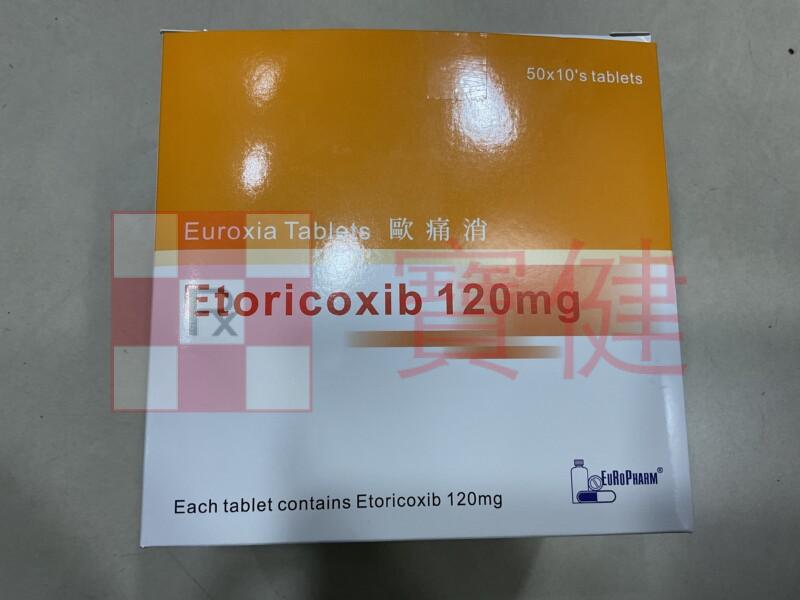 50x10's tablets
Euroxia Tablets 歐痛消
Etoricoxib 120mg
Rx
寶健
EuRoPHARM®
Each tablet contains Etoricoxib 120mg